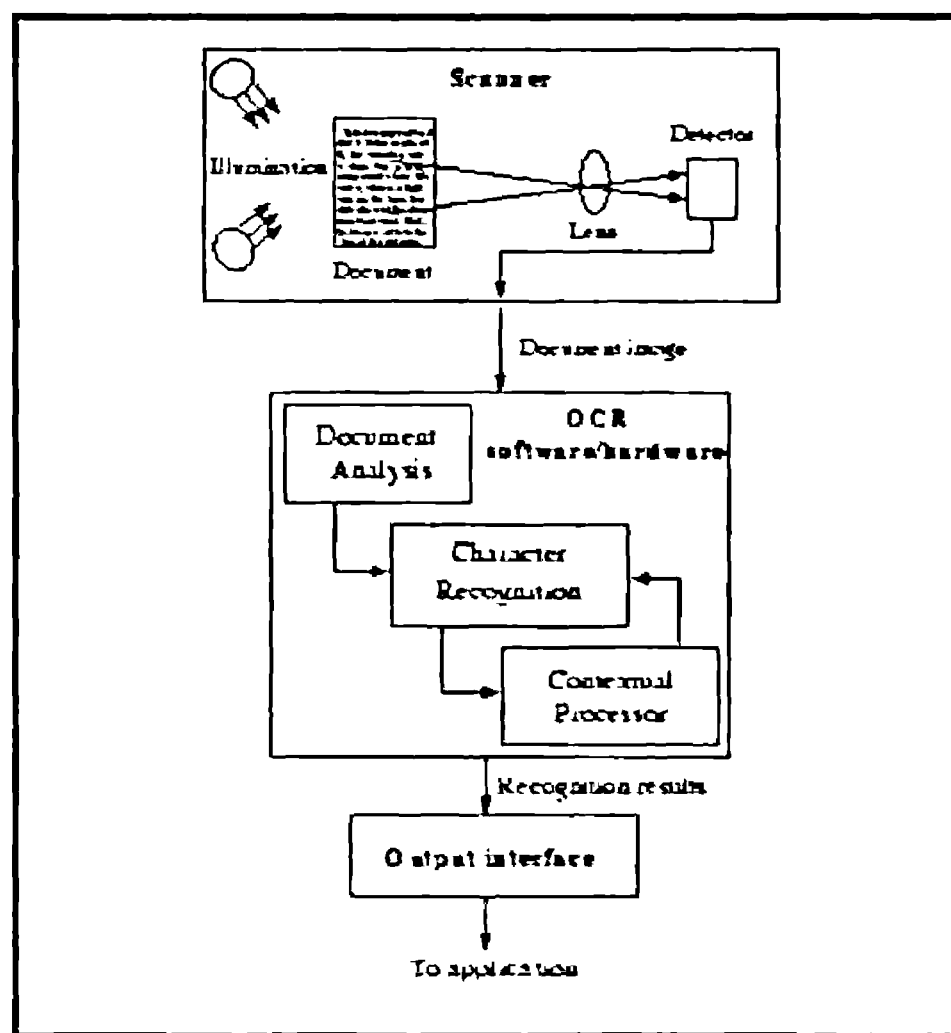 Scanner
Detector
Illumination
Lens
Document
Document image
OCR
software/hardware
Document
Analysis
Character
Recognition
Contextual
Processor
Recognition results
Output interface
To application